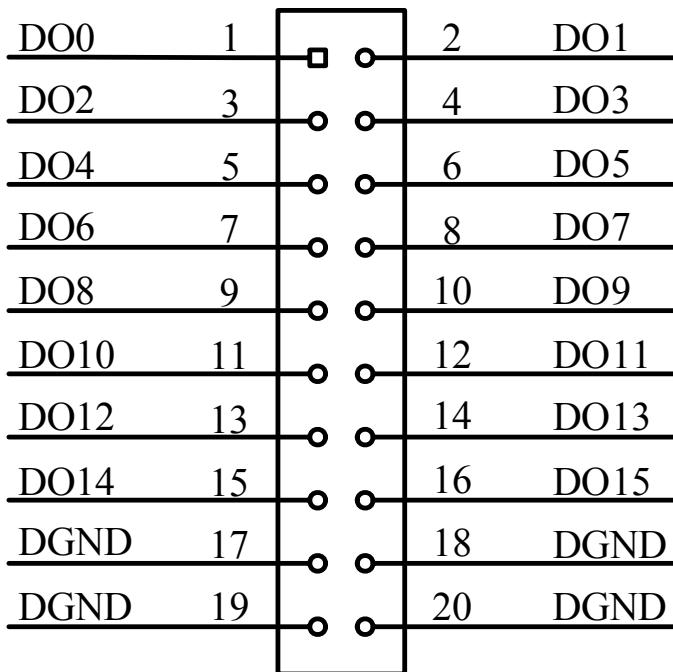 DO0 1 2 DO1
DO2 3 4 DO3
DO4 5 6 DO5
DO6 7 8 DO7
DO8 9 10 DO9
DO10 11 12 DO11
DO12 13 14 DO13
DO14 15 16 DO15
DGND 17 18 DGND
DGND 19 20 DGND